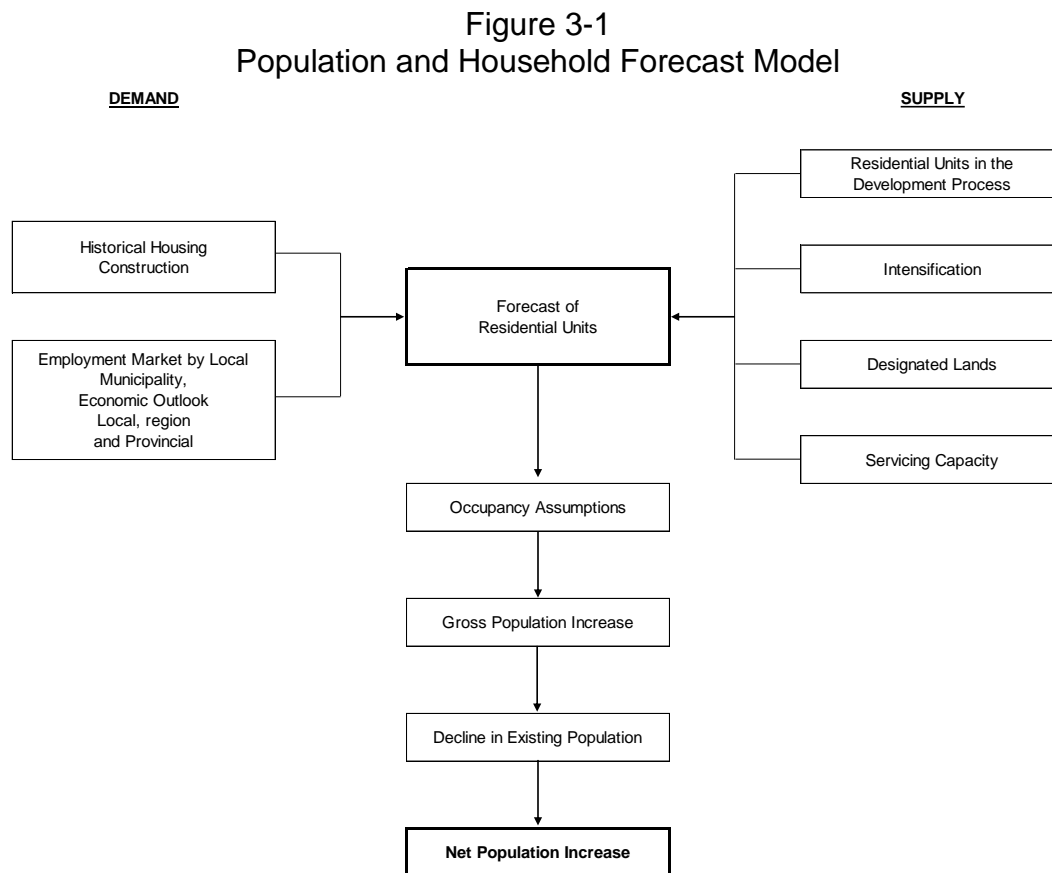 Figure 3-1
Population and Household Forecast Model
DEMAND
SUPPLY
Historical Housing
Construction
Employment Market by Local
Municipality,
Economic Outlook
Local, region
and Provincial
Forecast of
Residential Units
Residential Units in the
Development Process
Intensification
Designated Lands
Servicing Capacity
Occupancy Assumptions
Gross Population Increase
Decline in Existing Population
Net Population Increase